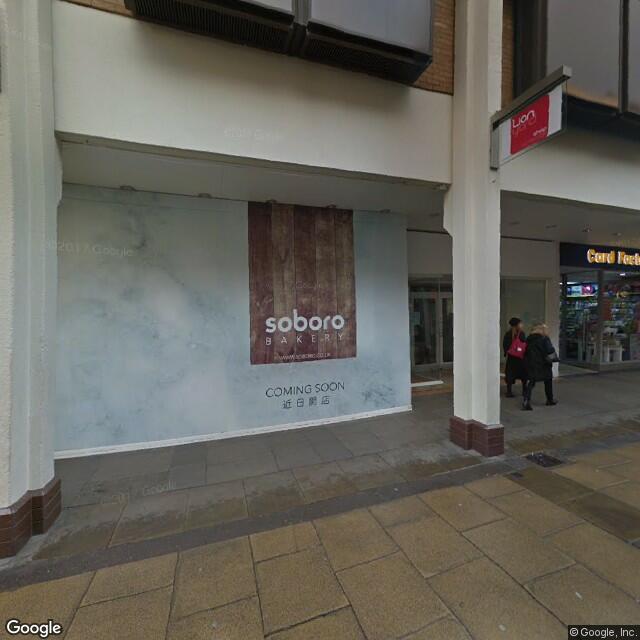 LION
soboro
BAKERY
COMING SOON
近日開店
Card Fact
Google
© Google, Inc